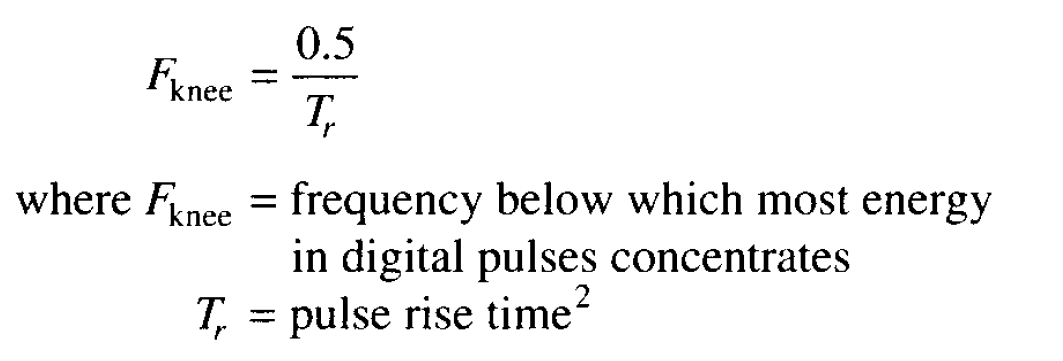 F_knee = 0.5 / T_r
where F_knee = frequency below which most energy
in digital pulses concentrates
T_r = pulse rise time²